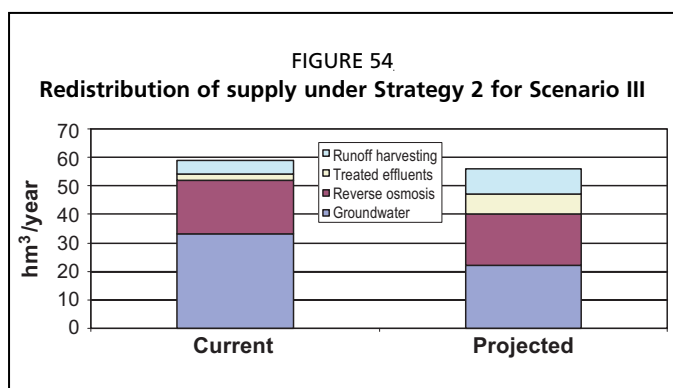 FIGURE 54
Redistribution of supply under Strategy 2 for Scenario III
70
60
50
40
30
20
10
0
hm³/year
Runoff harvesting
Treated effluents
Reverse osmosis
Groundwater
Current
Projected